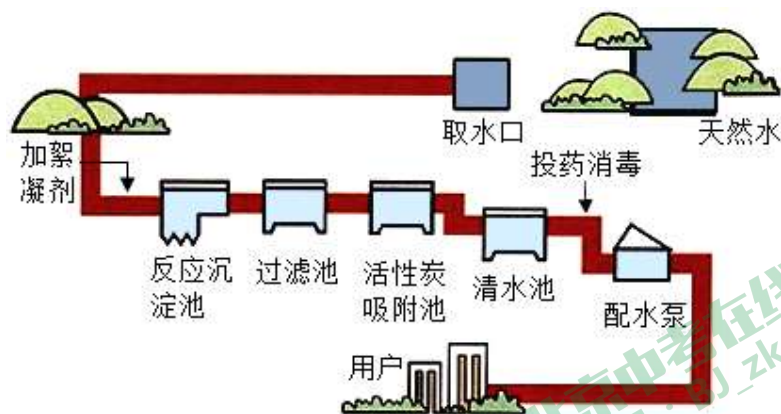 取水口
天然水
加絮
凝剂
投药消毒
反应沉
淀池
过滤池
活性炭
吸附池
清水池
配水泵
用户